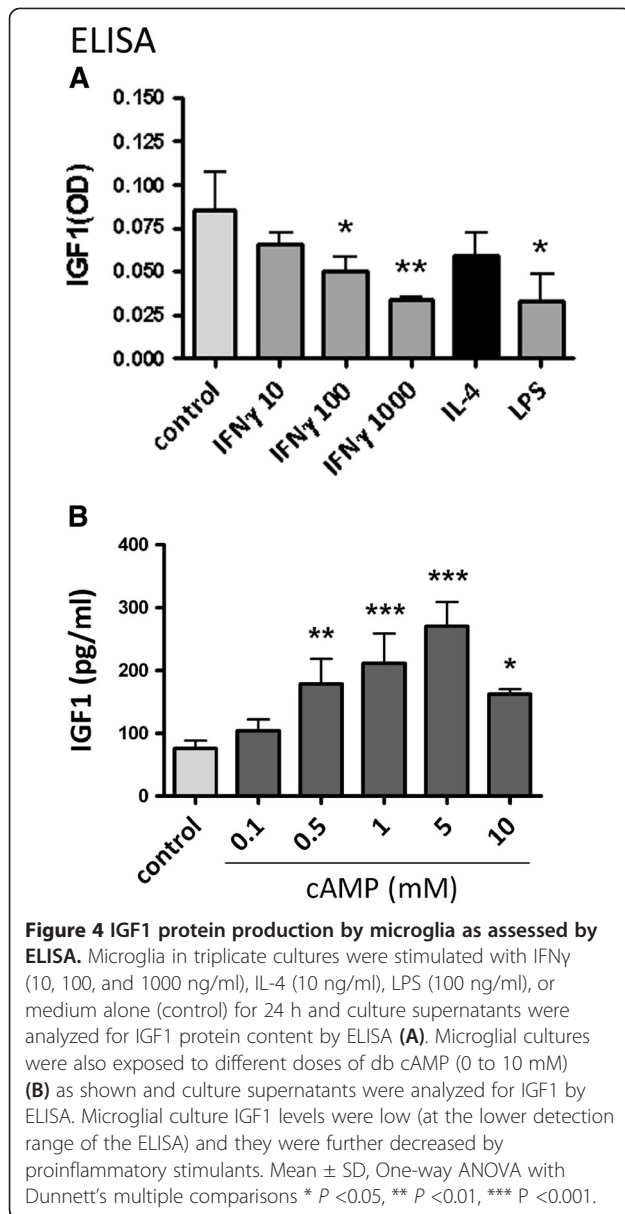 ELISA
A
0.150
0.125
0.100
0.075
0.050
0.025
0.000
IGF1(OD)
*
**
*
control
IFNγ 10
IFNγ 100
IFNγ 1000
IL-4
LPS
B
400
300
200
100
0
IGF1 (pg/ml)
**
***
***
*
control
0.1
0.5
1
5
10
cAMP (mM)
Figure 4 IGF1 protein production by microglia as assessed by
ELISA. Microglia in triplicate cultures were stimulated with IFNγ
(10, 100, and 1000 ng/ml), IL-4 (10 ng/ml), LPS (100 ng/ml), or
medium alone (control) for 24 h and culture supernatants were
analyzed for IGF1 protein content by ELISA (A). Microglial cultures
were also exposed to different doses of db cAMP (0 to 10 mM)
(B) as shown and culture supernatants were analyzed for IGF1 by
ELISA. Microglial culture IGF1 levels were low (at the lower detection
range of the ELISA) and they were further decreased by
proinflammatory stimulants. Mean ± SD, One-way ANOVA with
Dunnett's multiple comparisons * P <0.05, ** P <0.01, *** P <0.001.